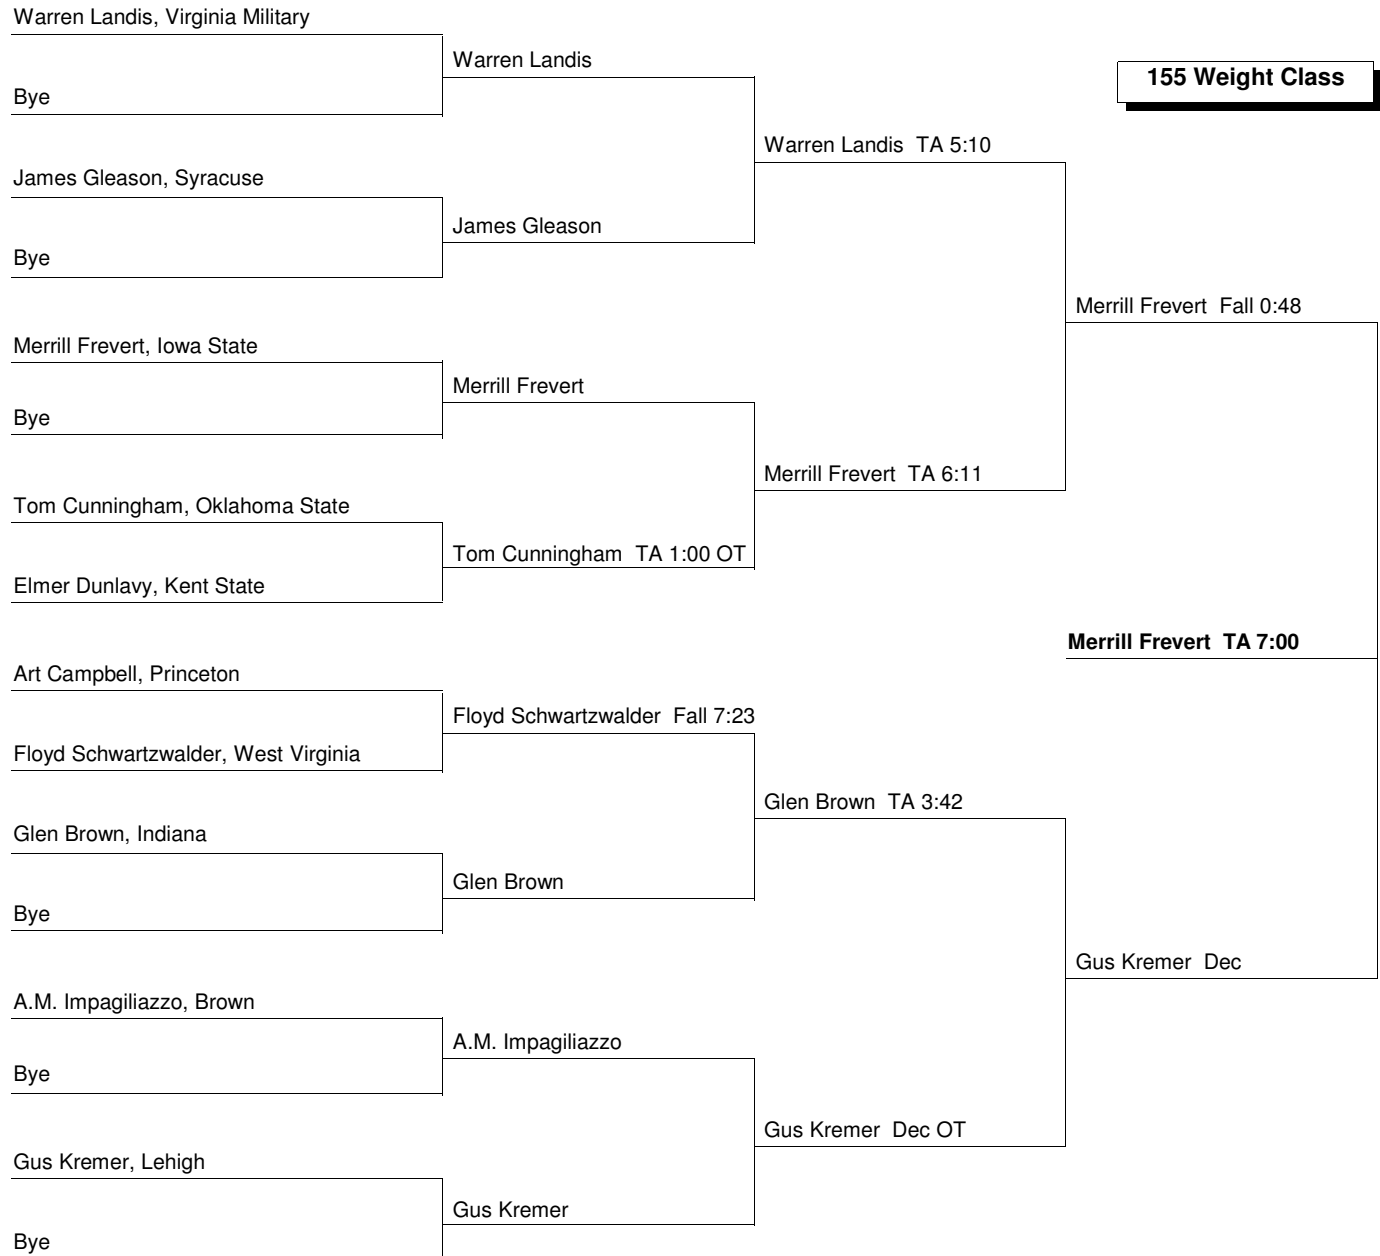 Warren Landis, Virginia Military
Bye
James Gleason, Syracuse
Bye
Merrill Frevert, Iowa State
Bye
Tom Cunningham, Oklahoma State
Elmer Dunlavy, Kent State
Art Campbell, Princeton
Floyd Schwartzwalder, West Virginia
Glen Brown, Indiana
Bye
A.M. Impagiliazzo, Brown
Bye
Gus Kremer, Lehigh
Bye
Warren Landis
James Gleason
Merrill Frevert
Tom Cunningham TA 1:00 OT
Floyd Schwartzwalder Fall 7:23
Glen Brown
A.M. Impagiliazzo
Gus Kremer
Warren Landis TA 5:10
Merrill Frevert TA 6:11
Glen Brown TA 3:42
Gus Kremer Dec OT
155 Weight Class
Merrill Frevert Fall 0:48
Merrill Frevert TA 7:00
Gus Kremer Dec